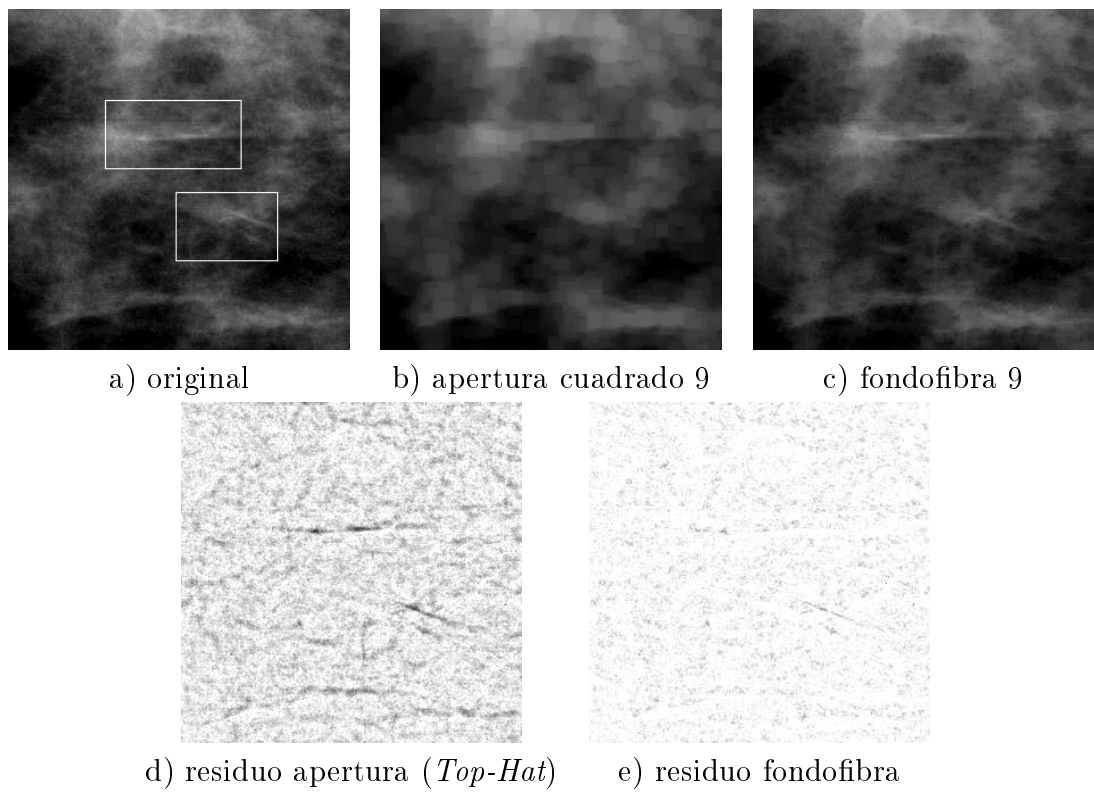 a) original
b) apertura cuadrado 9
c) fondofibra 9
d) residuo apertura (Top-Hat)
e) residuo fondofibra